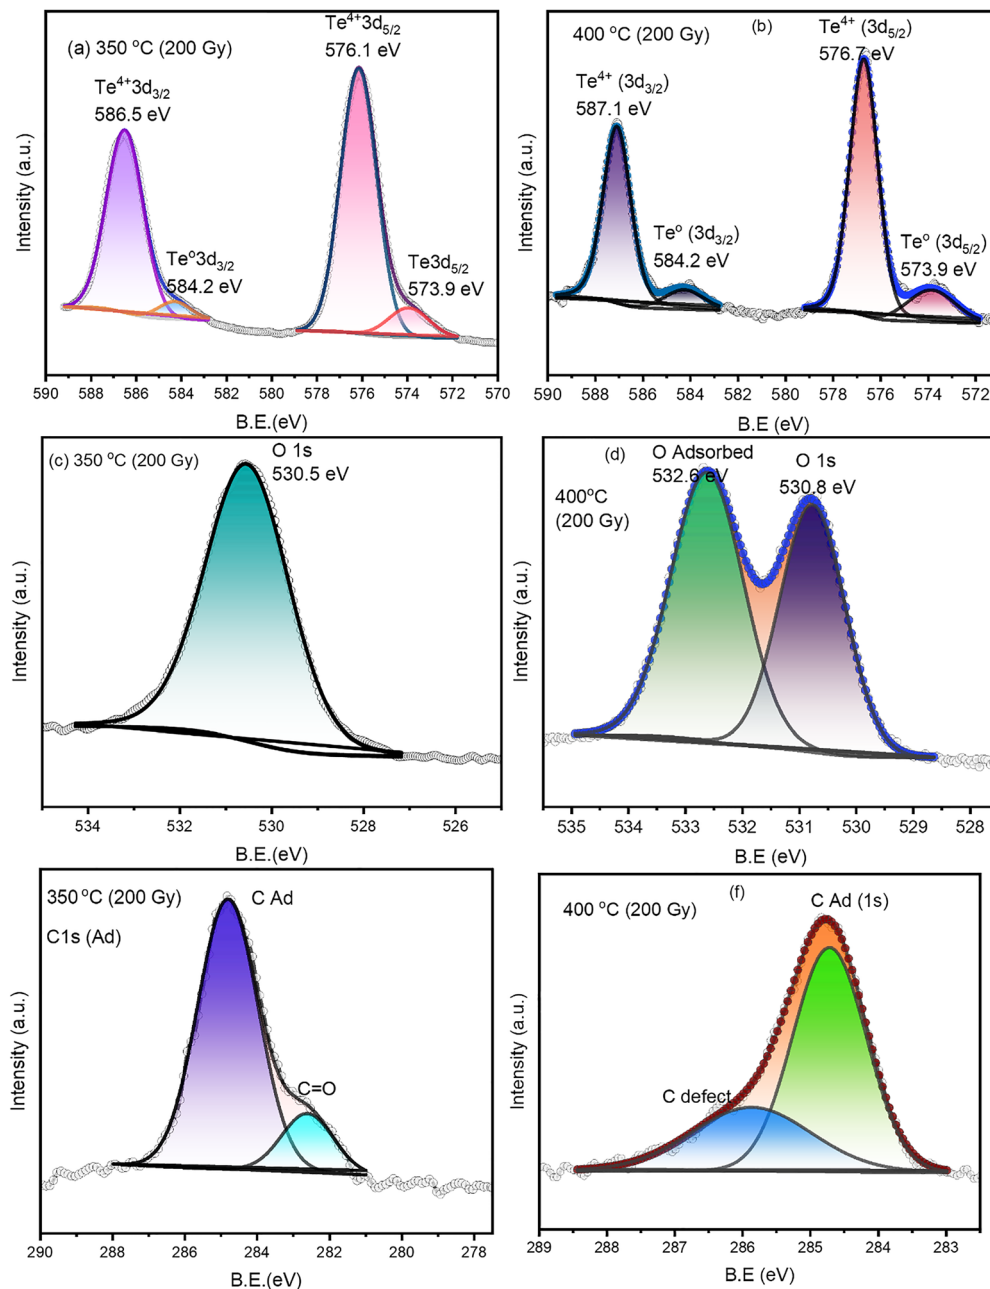 (a) 350 °C (200 Gy)
Te⁴⁺3d₅/₂
576.1 eV
Te⁴⁺3d₃/₂
586.5 eV
Te⁰3d₃/₂
584.2 eV
Te3d₅/₂
573.9 eV
Intensity (a.u.)
590 588 586 584 582 580 578 576 574 572 570
B.E.(eV)
400 °C (200 Gy)
(b)
Te⁴⁺ (3d₅/₂)
576.7 eV
Te⁴⁺ (3d₃/₂)
587.1 eV
Te⁰ (3d₃/₂)
584.2 eV
Te⁰ (3d₅/₂)
573.9 eV
Intensity (a.u.)
590 588 586 584 582 580 578 576 574 572
B.E (eV)
(c) 350 °C (200 Gy)
O 1s
530.5 eV
Intensity (a.u.)
534 532 530 528 526
B.E.(eV)
(d)
O Adsorbed
532.6 eV
O 1s
530.8 eV
400°C
(200 Gy)
Intensity (a.u.)
535 534 533 532 531 530 529 528
B.E (eV)
350 °C (200 Gy)
C Ad
C1s (Ad)
C=O
Intensity (a.u.)
290 288 286 284 282 280 278
B.E.(eV)
400 °C (200 Gy)
(f)
C Ad (1s)
C defect
Intensity (a.u.)
289 288 287 286 285 284 283
B.E (eV)